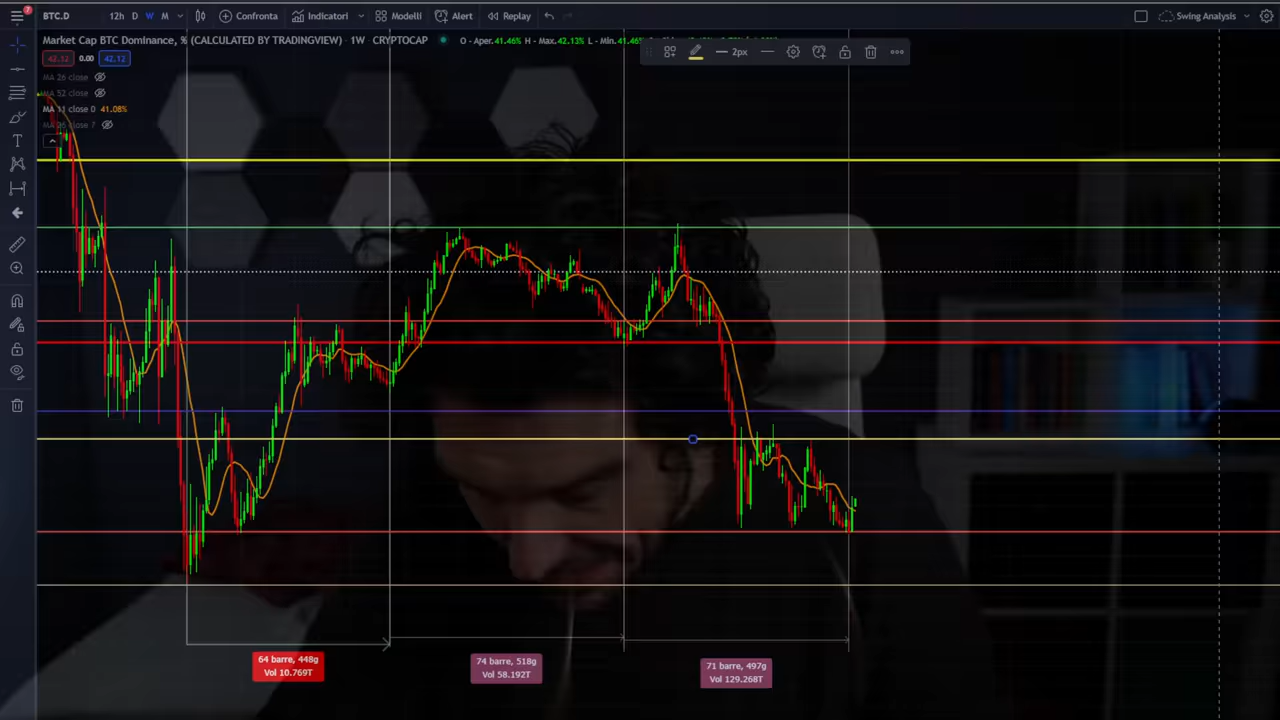 7
BTC.D 12h D W M Confronta Indicatori Modelli Alert Replay Swing Analysis
Market Cap BTC Dominance, % (CALCULATED BY TRADINGVIEW) · 1W · CRYPTOCAP O - Aper.41.46% H - Max.42.13% L - Min.41.46%
42.12 0.00 42.12
2px
MA 26 close
MA 52 close
MA 11 close 0 41.08%
close 7
64 barre, 448g
Vol 10.769T
74 barre, 518g
Vol 58.192T
71 barre, 497g
Vol 129.268T